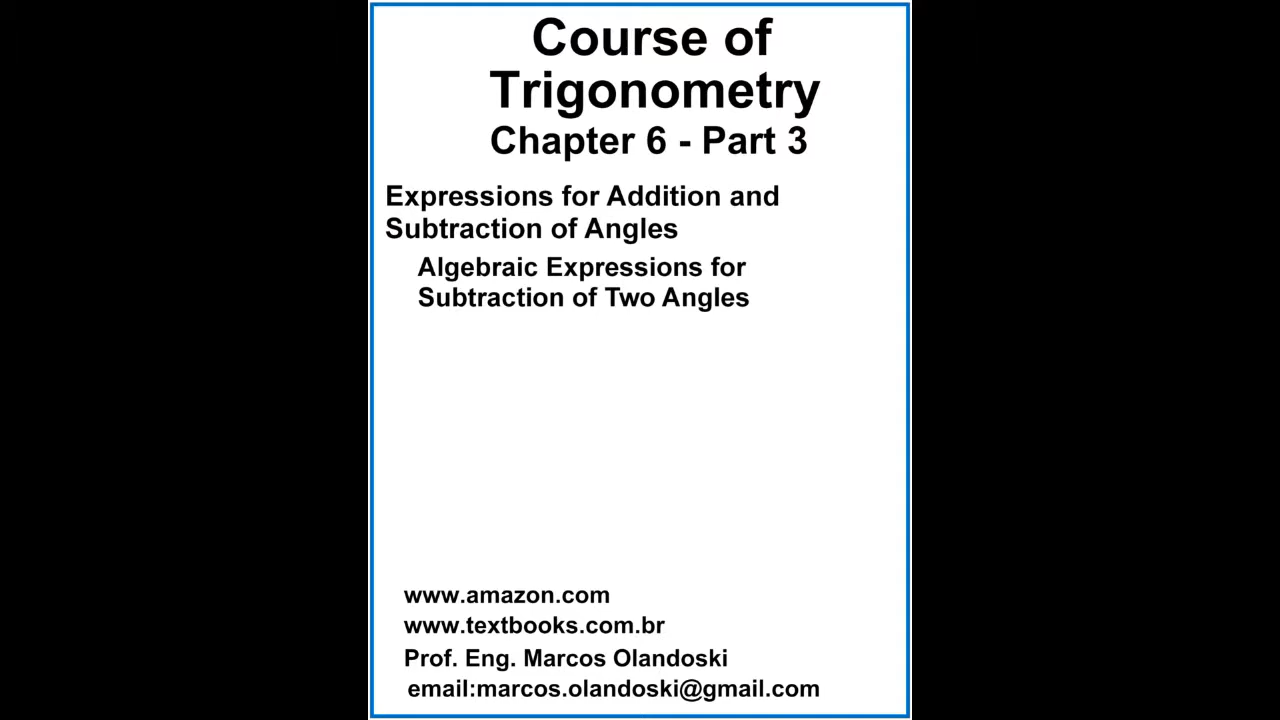 Course of
Trigonometry
Chapter 6 - Part 3
Expressions for Addition and
Subtraction of Angles
Algebraic Expressions for
Subtraction of Two Angles
www.amazon.com
www.textbooks.com.br
Prof. Eng. Marcos Olandoski
email:marcos.olandoski@gmail.com